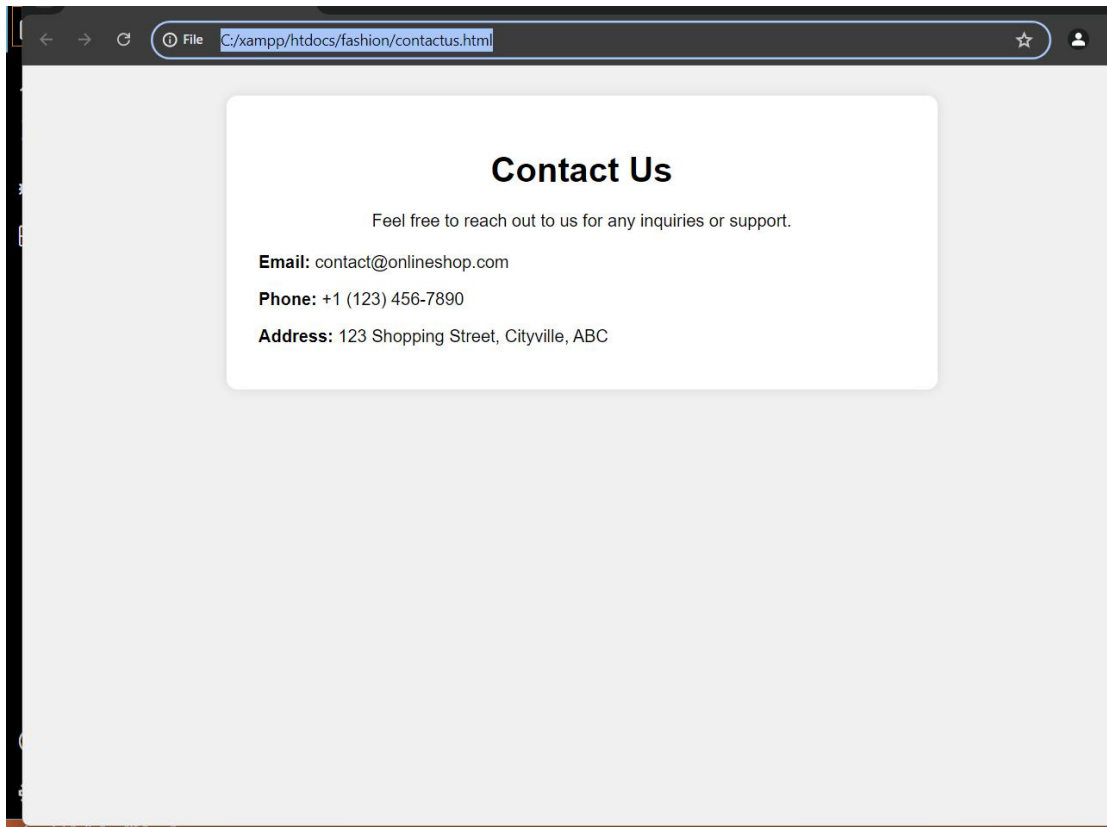 File C:/xampp/htdocs/fashion/contactus.html
Contact Us
Feel free to reach out to us for any inquiries or support.
Email: contact@onlineshop.com
Phone: +1 (123) 456-7890
Address: 123 Shopping Street, Cityville, ABC